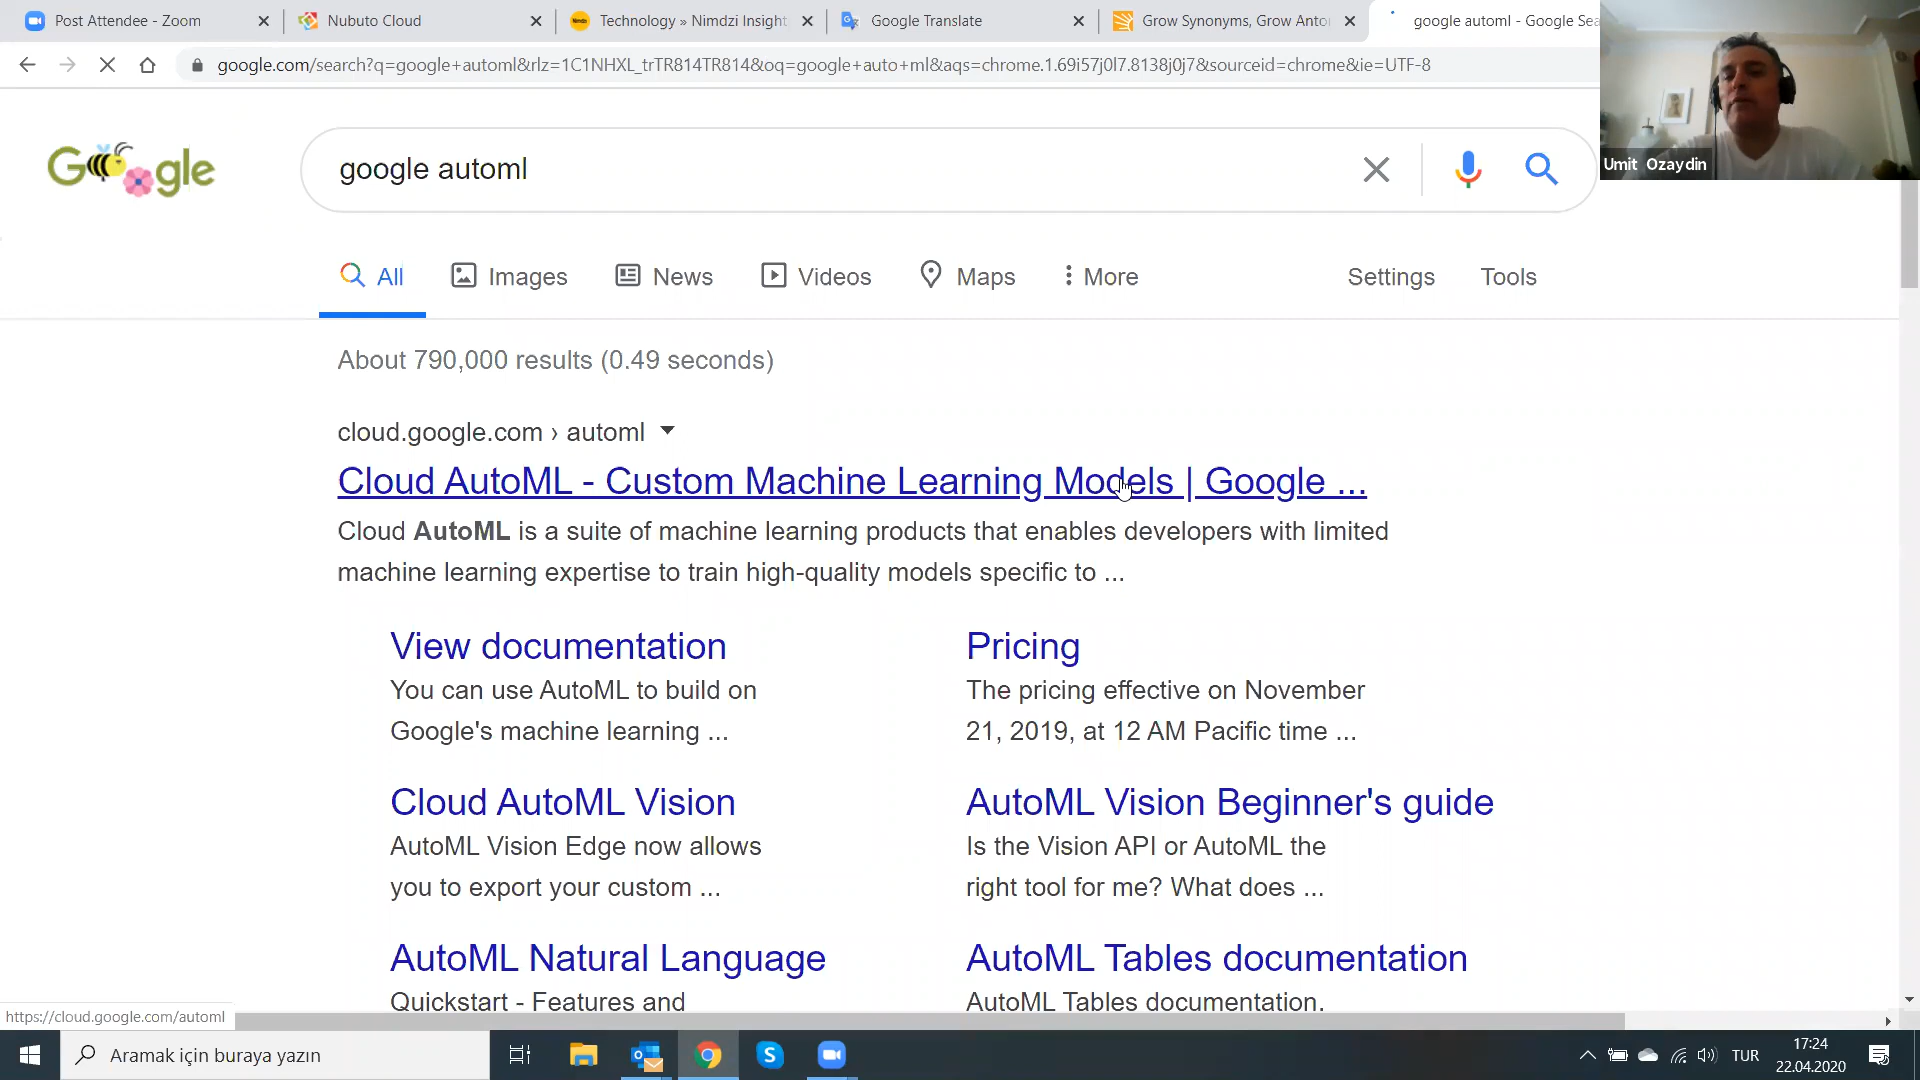 Post Attendee - Zoom
Nubuto Cloud
Technology » Nimdzi Insight
Google Translate
Grow Synonyms, Grow Anto
google automl - Google Sea
google.com/search?q=google+automl&rlz=1C1NHXL_trTR814TR814&oq=google+auto+ml&aqs=chrome.1.69i57j0l7.8138j0j7&sourceid=chrome&ie=UTF-8
Umit Ozaydin
Google
google automl
All
Images
News
Videos
Maps
More
Settings
Tools
About 790,000 results (0.49 seconds)
cloud.google.com › automl
Cloud AutoML - Custom Machine Learning Models | Google ...
Cloud AutoML is a suite of machine learning products that enables developers with limited
machine learning expertise to train high-quality models specific to ...
View documentation
You can use AutoML to build on
Google's machine learning ...
Pricing
The pricing effective on November
21, 2019, at 12 AM Pacific time ...
Cloud AutoML Vision
AutoML Vision Edge now allows
you to export your custom ...
AutoML Vision Beginner's guide
Is the Vision API or AutoML the
right tool for me? What does ...
AutoML Natural Language
Quickstart - Features and
AutoML Tables documentation
AutoML Tables documentation.
https://cloud.google.com/automl
Aramak için buraya yazın
TUR
17:24
22.04.2020